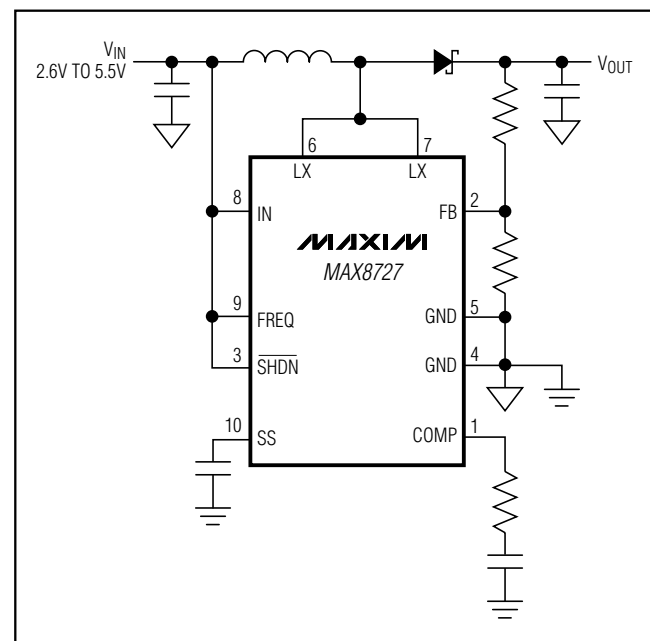 VIN
2.6V TO 5.5V
VOUT
6
7
LX
LX
8
IN
2
FB
MAXIM
MAX8727
9
FREQ
5
GND
3
SHDN
4
GND
10
SS
1
COMP